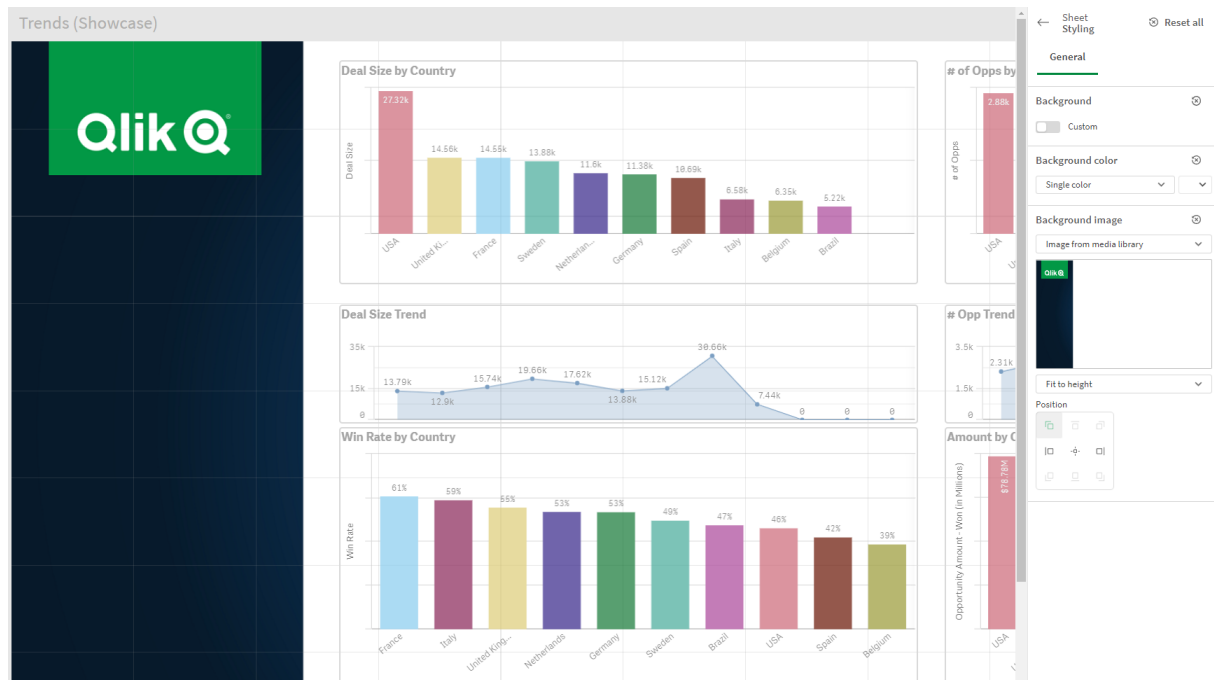 Trends (Showcase)
Qlik
Deal Size by Country
Deal Size
27.32k
14.56k
14.55k
13.88k
11.6k
11.38k
10.69k
6.58k
6.35k
5.22k
USA
United Ki...
France
Sweden
Netherlan...
Germany
Spain
Italy
Belgium
Brazil
# of Opps by
# of Opps
2.88k
USA
Deal Size Trend
35k
15k
0
13.79k
12.9k
15.74k
19.66k
17.62k
13.88k
15.12k
30.66k
7.44k
0
0
0
# Opp Trend
3.5k
1.5k
0
2.31k
Win Rate by Country
Win Rate
61%
59%
55%
53%
53%
49%
47%
46%
42%
39%
France
Italy
United King...
Netherlands
Germany
Sweden
Brazil
USA
Spain
Belgium
Amount by C
Opportunity Amount - Won (in Millions)
$78.78M
USA
Sheet
Styling
Reset all
General
Background
Custom
Background color
Single color
Background image
Image from media library
Qlik
Fit to height
Position